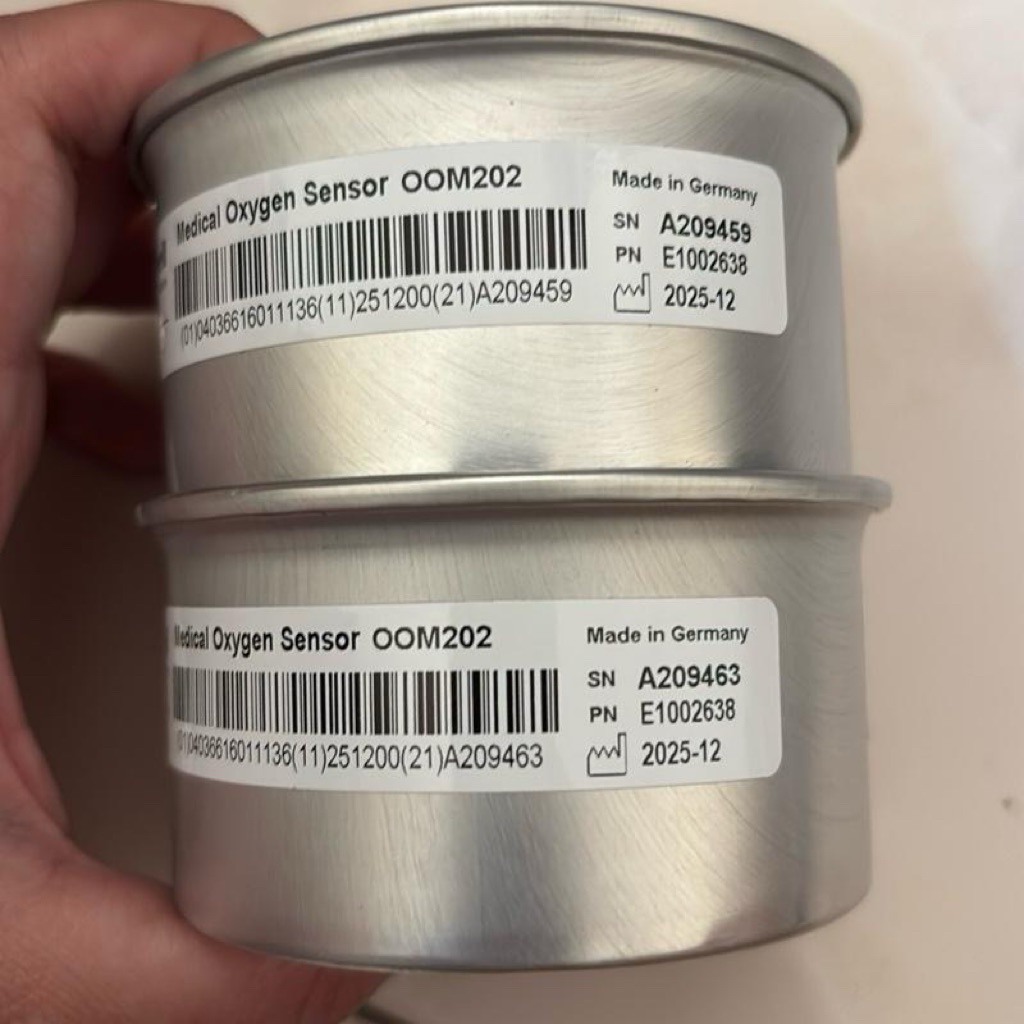 Medical Oxygen Sensor OOM202
(01)04036616011136(11)251200(21)A209459
Made in Germany
SN A209459
PN E1002638
2025-12
Medical Oxygen Sensor OOM202
(01)04036616011136(11)251200(21)A209463
Made in Germany
SN A209463
PN E1002638
2025-12